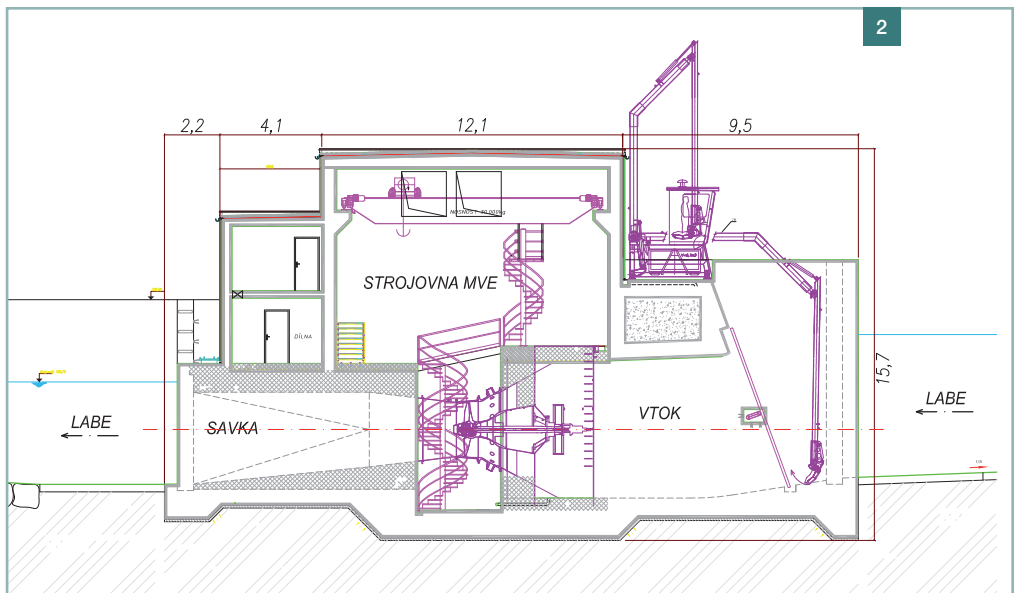 2
2,2
4,1
12,1
9,5
STROJOVNA MVE
DÍLNA
LABE
SAVKA
VTOK
15,7
LABE